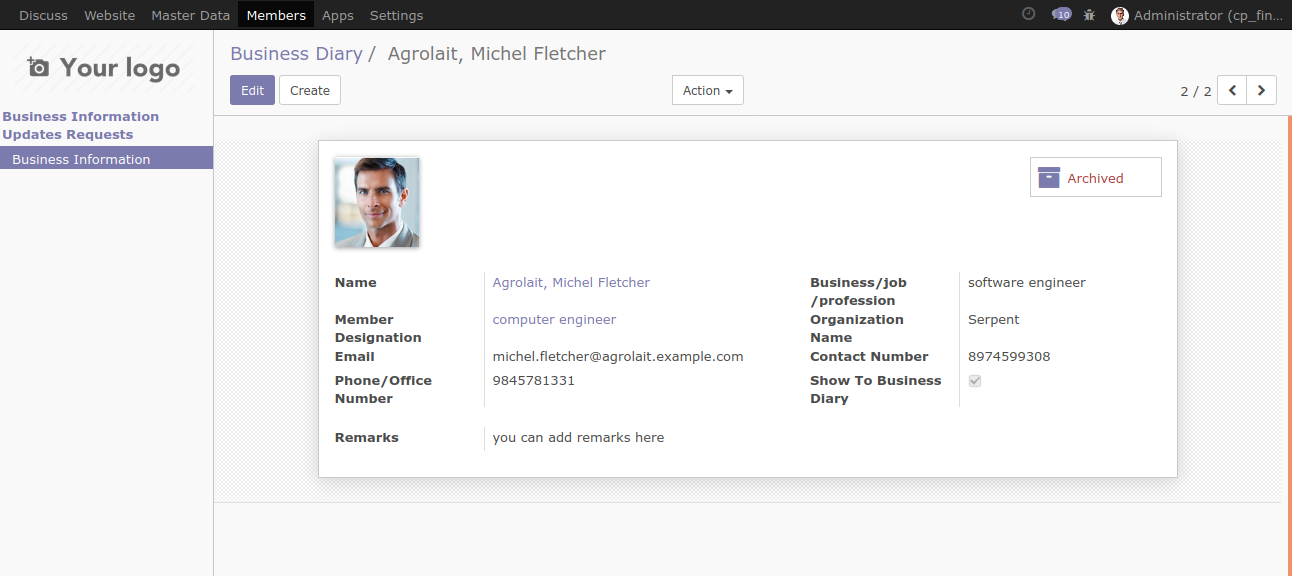 Discuss Website Master Data Members Apps Settings 10 Administrator (cp_fin...
Your logo
Business Information
Updates Requests
Business Information
Business Diary / Agrolait, Michel Fletcher
Edit Create Action 2 / 2
Archived
Name Agrolait, Michel Fletcher
Member
Designation computer engineer
Email michel.fletcher@agrolait.example.com
Phone/Office
Number 9845781331
Business/job
/profession software engineer
Organization
Name Serpent
Contact Number 8974599308
Show To Business
Diary
Remarks you can add remarks here